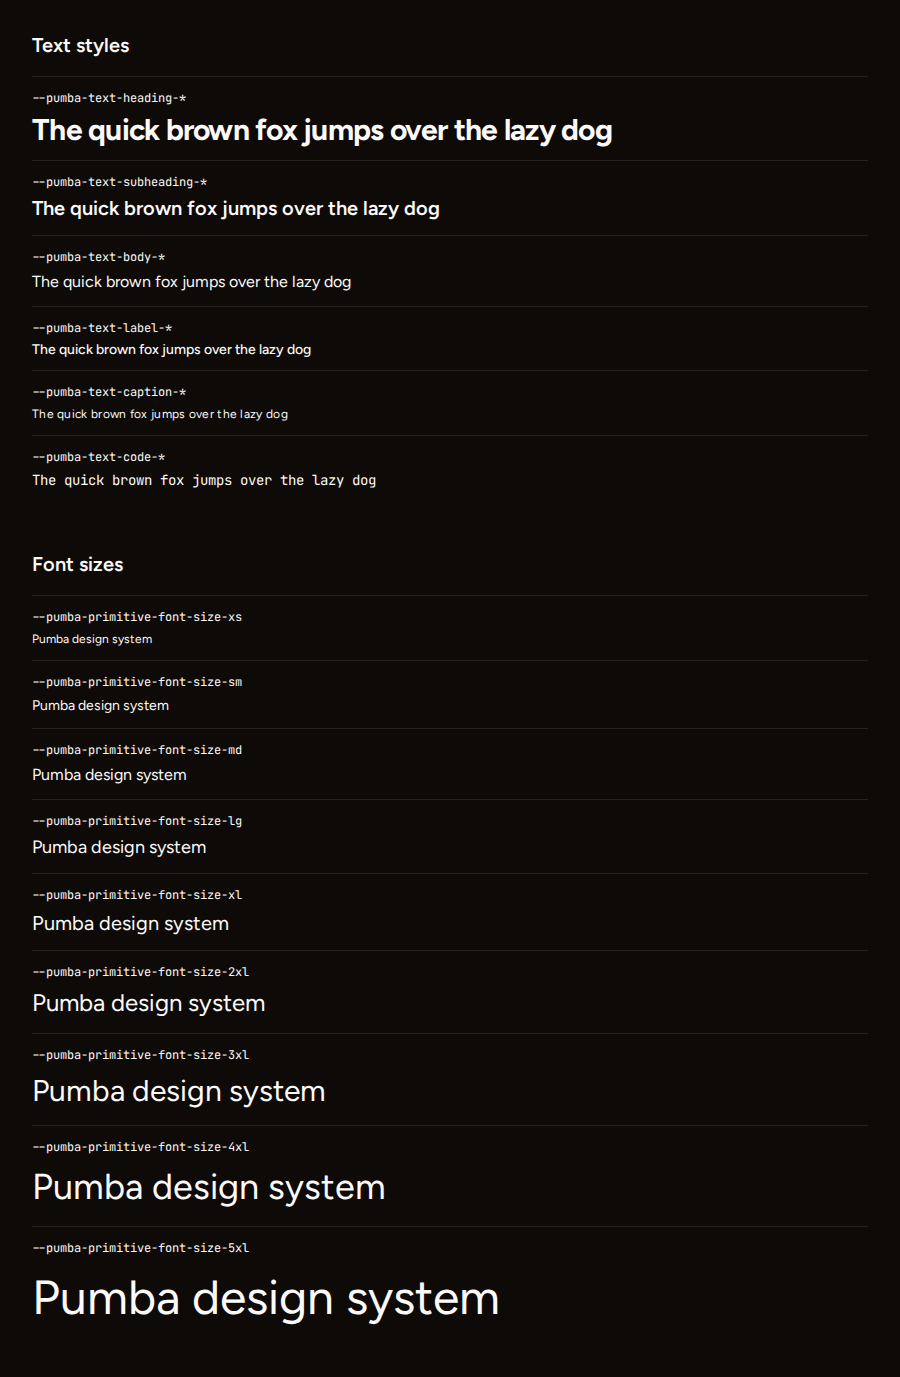 Text styles
--pumba-text-heading-*
The quick brown fox jumps over the lazy dog
--pumba-text-subheading-*
The quick brown fox jumps over the lazy dog
--pumba-text-body-*
The quick brown fox jumps over the lazy dog
--pumba-text-label-*
The quick brown fox jumps over the lazy dog
--pumba-text-caption-*
The quick brown fox jumps over the lazy dog
--pumba-text-code-*
The quick brown fox jumps over the lazy dog
Font sizes
--pumba-primitive-font-size-xs
Pumba design system
--pumba-primitive-font-size-sm
Pumba design system
--pumba-primitive-font-size-md
Pumba design system
--pumba-primitive-font-size-lg
Pumba design system
--pumba-primitive-font-size-xl
Pumba design system
--pumba-primitive-font-size-2xl
Pumba design system
--pumba-primitive-font-size-3xl
Pumba design system
--pumba-primitive-font-size-4xl
Pumba design system
--pumba-primitive-font-size-5xl
Pumba design system